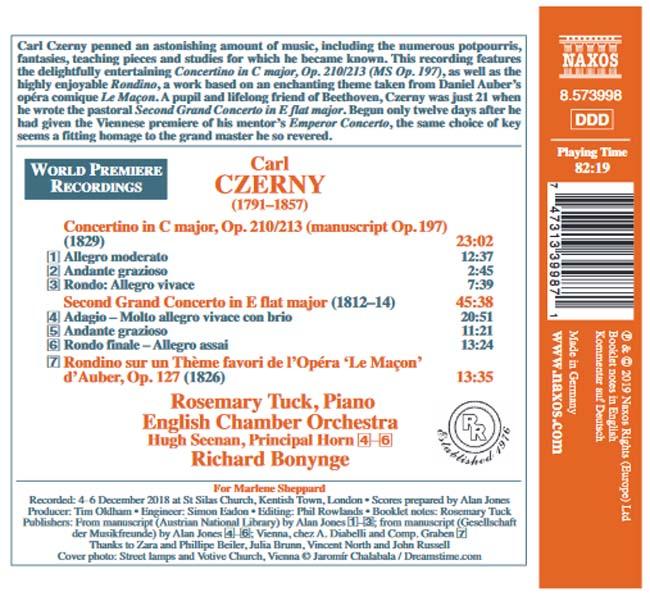 Carl Czerny penned an astonishing amount of music, including the numerous potpourris,
fantasies, teaching pieces and studies for which he became known. This recording features
the delightfully entertaining Concertino in C major, Op. 210/213 (MS Op. 197), as well as the
highly enjoyable Rondino, a work based on an enchanting theme taken from Daniel Auber's
opéra comique Le Maçon. A pupil and lifelong friend of Beethoven, Czerny was just 21 when
he wrote the pastoral Second Grand Concerto in E flat major. Begun only twelve days after he
had given the Viennese premiere of his mentor's Emperor Concerto, the same choice of key
seems a fitting homage to the grand master he so revered.
WORLD PREMIERE
RECORDINGS
Carl
CZERNY
(1791–1857)
Concertino in C major, Op. 210/213 (manuscript Op. 197)
(1829) 23:02
1 Allegro moderato 12:37
2 Andante grazioso 2:45
3 Rondo: Allegro vivace 7:39
Second Grand Concerto in E flat major (1812–14) 45:38
4 Adagio – Molto allegro vivace con brio 20:51
5 Andante grazioso 11:21
6 Rondo finale – Allegro assai 13:24
7 Rondino sur un Thème favori de l'Opéra 'Le Maçon'
d'Auber, Op. 127 (1826) 13:35
Rosemary Tuck, Piano
English Chamber Orchestra
Hugh Seenan, Principal Horn 4–6
Richard Bonynge
RR
Established 1976
For Marlene Sheppard
Recorded: 4–6 December 2018 at St Silas Church, Kentish Town, London • Scores prepared by Alan Jones
Producer: Tim Oldham • Engineer: Simon Eadon • Editing: Phil Rowlands • Booklet notes: Rosemary Tuck
Publishers: From manuscript (Austrian National Library) by Alan Jones 1–3; from manuscript (Gesellschaft
der Musikfreunde) by Alan Jones 4–6; Vienna, chez A. Diabelli and Comp. Graben 7
Thanks to Zara and Phillipe Beiler, Julia Brunn, Vincent North and John Russell
Cover photo: Street lamps and Votive Church, Vienna © Jaromír Chalabala / Dreamstime.com
NAXOS
8.573998
DDD
Playing Time
82:19
7 47313 39987 1
℗ & © 2019 Naxos Rights (Europe) Ltd
Booklet notes in English
Kommentar auf Deutsch
Made in Germany
www.naxos.com